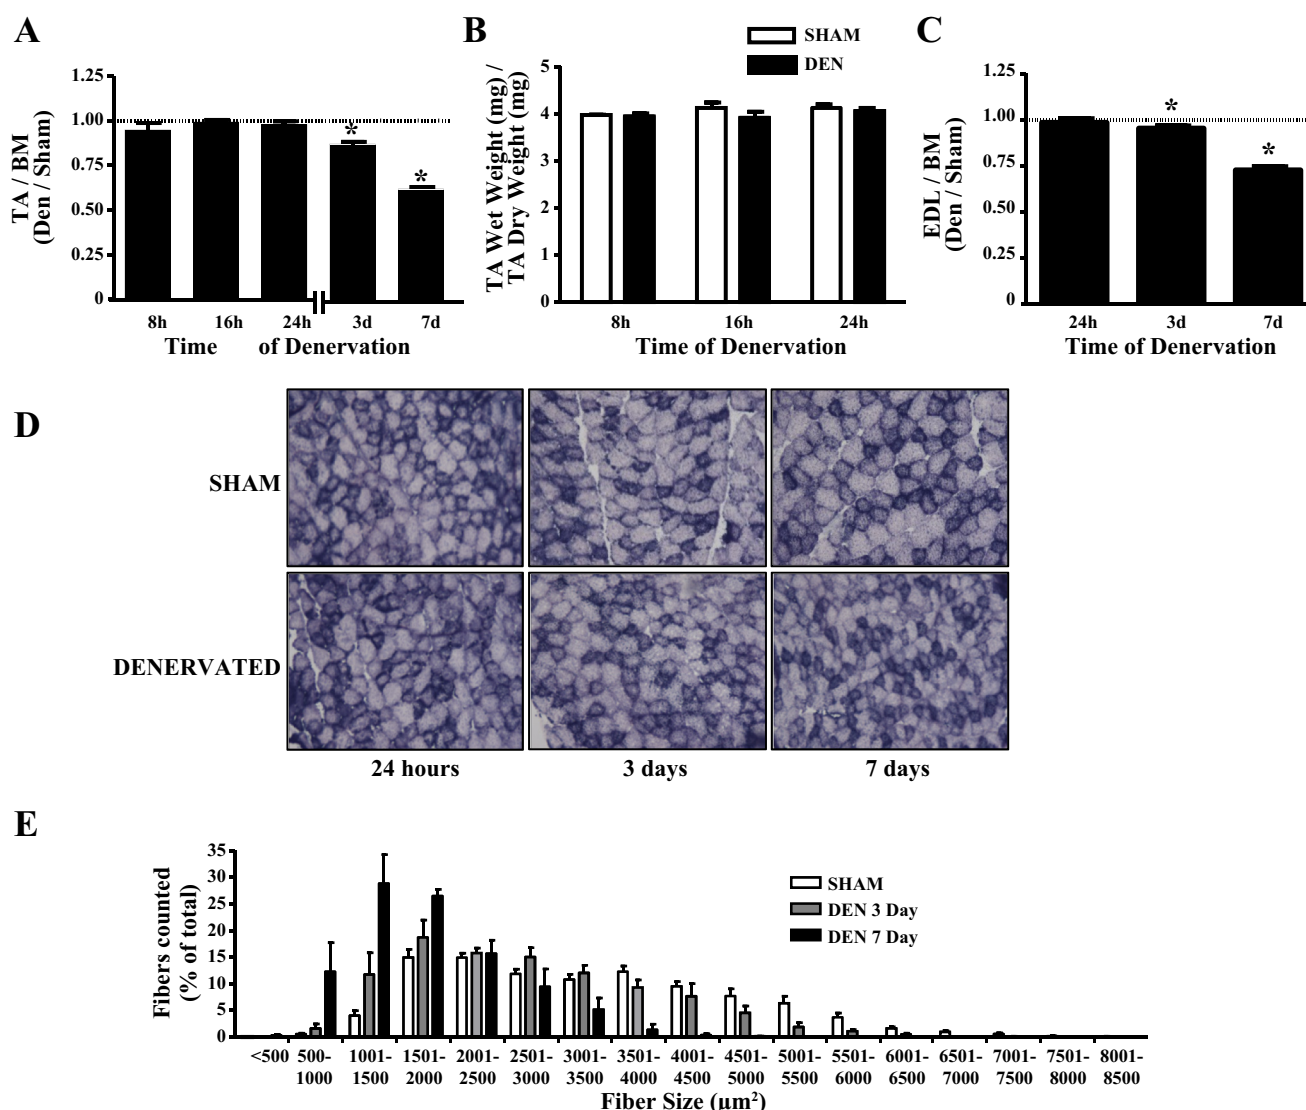 A
TA / BM
(Den / Sham)
1.25
1.00
0.75
0.50
0.25
0
*
*
8h 16h 24h 3d 7d
Time of Denervation
B
SHAM
DEN
TA Wet Weight (mg) /
TA Dry Weight (mg)
5
4
3
2
1
0
8h 16h 24h
Time of Denervation
C
EDL / BM
(Den / Sham)
1.25
1.00
0.75
0.50
0.25
0
*
*
24h 3d 7d
Time of Denervation
D
SHAM
DENERVATED
24 hours 3 days 7 days
E
Fibers counted
(% of total)
35
30
25
20
15
10
5
0
SHAM
DEN 3 Day
DEN 7 Day
<500 500- 1001- 1501- 2001- 2501- 3001- 3501- 4001- 4501- 5001- 5501- 6001- 6501- 7001- 7501- 8001-
1000 1500 2000 2500 3000 3500 4000 4500 5000 5500 6000 6500 7000 7500 8000 8500
Fiber Size (µm²)